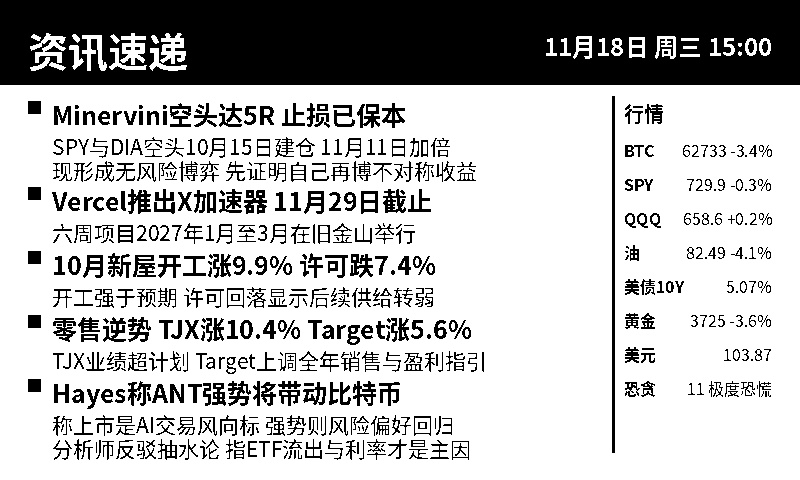 资讯速递
11月18日 周三 15:00
Minervini空头达5R 止损已保本
SPY与DIA空头10月15日建仓 11月11日加倍
现形成无风险博弈 先证明自己再博不对称收益
Vercel推出X加速器 11月29日截止
六周项目2027年1月至3月在旧金山举行
10月新屋开工涨9.9% 许可跌7.4%
开工强于预期 许可回落显示后续供给转弱
零售逆势 TJX涨10.4% Target涨5.6%
TJX业绩超计划 Target上调全年销售与盈利指引
Hayes称ANT强势将带动比特币
称上市是AI交易风向标 强势则风险偏好回归
分析师反驳抽水论 指ETF流出与利率才是主因
行情
BTC 62733 -3.4%
SPY 729.9 -0.3%
QQQ 658.6 +0.2%
油 82.49 -4.1%
美债10Y 5.07%
黄金 3725 -3.6%
美元 103.87
恐贪 11 极度恐慌